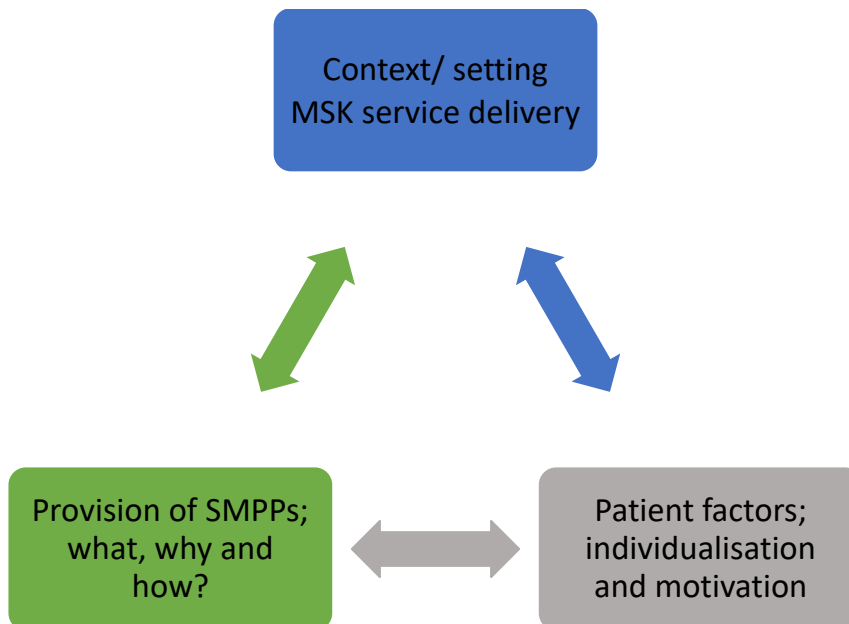 Context/ setting
MSK service delivery
Provision of SMPPs;
what, why and
how?
Patient factors;
individualisation
and motivation